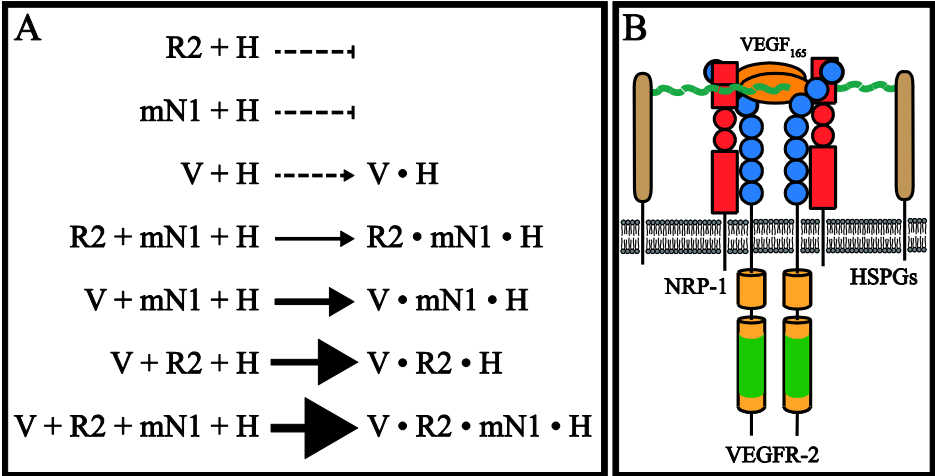 A
R2 + H
mN1 + H
V + H V • H
R2 + mN1 + H R2 • mN1 • H
V + mN1 + H V • mN1 • H
V + R2 + H V • R2 • H
V + R2 + mN1 + H V • R2 • mN1 • H
B
VEGF165
NRP-1
HSPGs
VEGFR-2